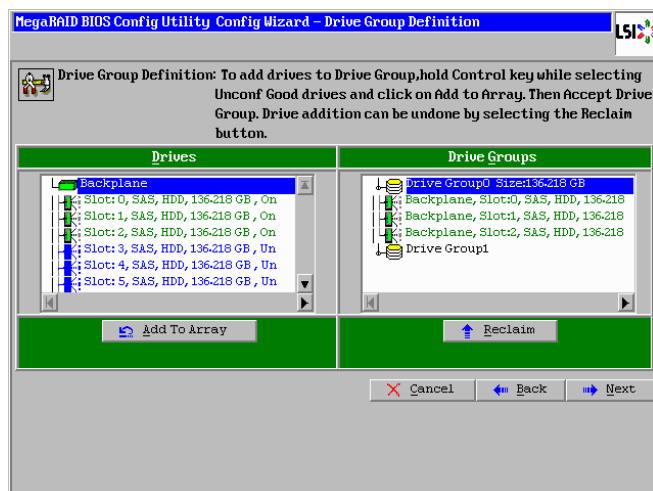 MegaRAID BIOS Config Utility Config Wizard – Drive Group Definition
LSI
Drive Group Definition: To add drives to Drive Group,hold Control key while selecting
Unconf Good drives and click on Add to Array. Then Accept Drive
Group. Drive addition can be undone by selecting the Reclaim
button.
Drives
Backplane
Slot: 0, SAS, HDD, 136.218 GB , On
Slot: 1, SAS, HDD, 136.218 GB , On
Slot: 2, SAS, HDD, 136.218 GB , On
Slot: 3, SAS, HDD, 136.218 GB , Un
Slot: 4, SAS, HDD, 136.218 GB , Un
Slot: 5, SAS, HDD, 136.218 GB , Un
Add To Array
Drive Groups
Drive Group0 Size:136.218 GB
Backplane, Slot:0, SAS, HDD, 136.218
Backplane, Slot:1, SAS, HDD, 136.218
Backplane, Slot:2, SAS, HDD, 136.218
Drive Group1
Reclaim
Cancel
Back
Next